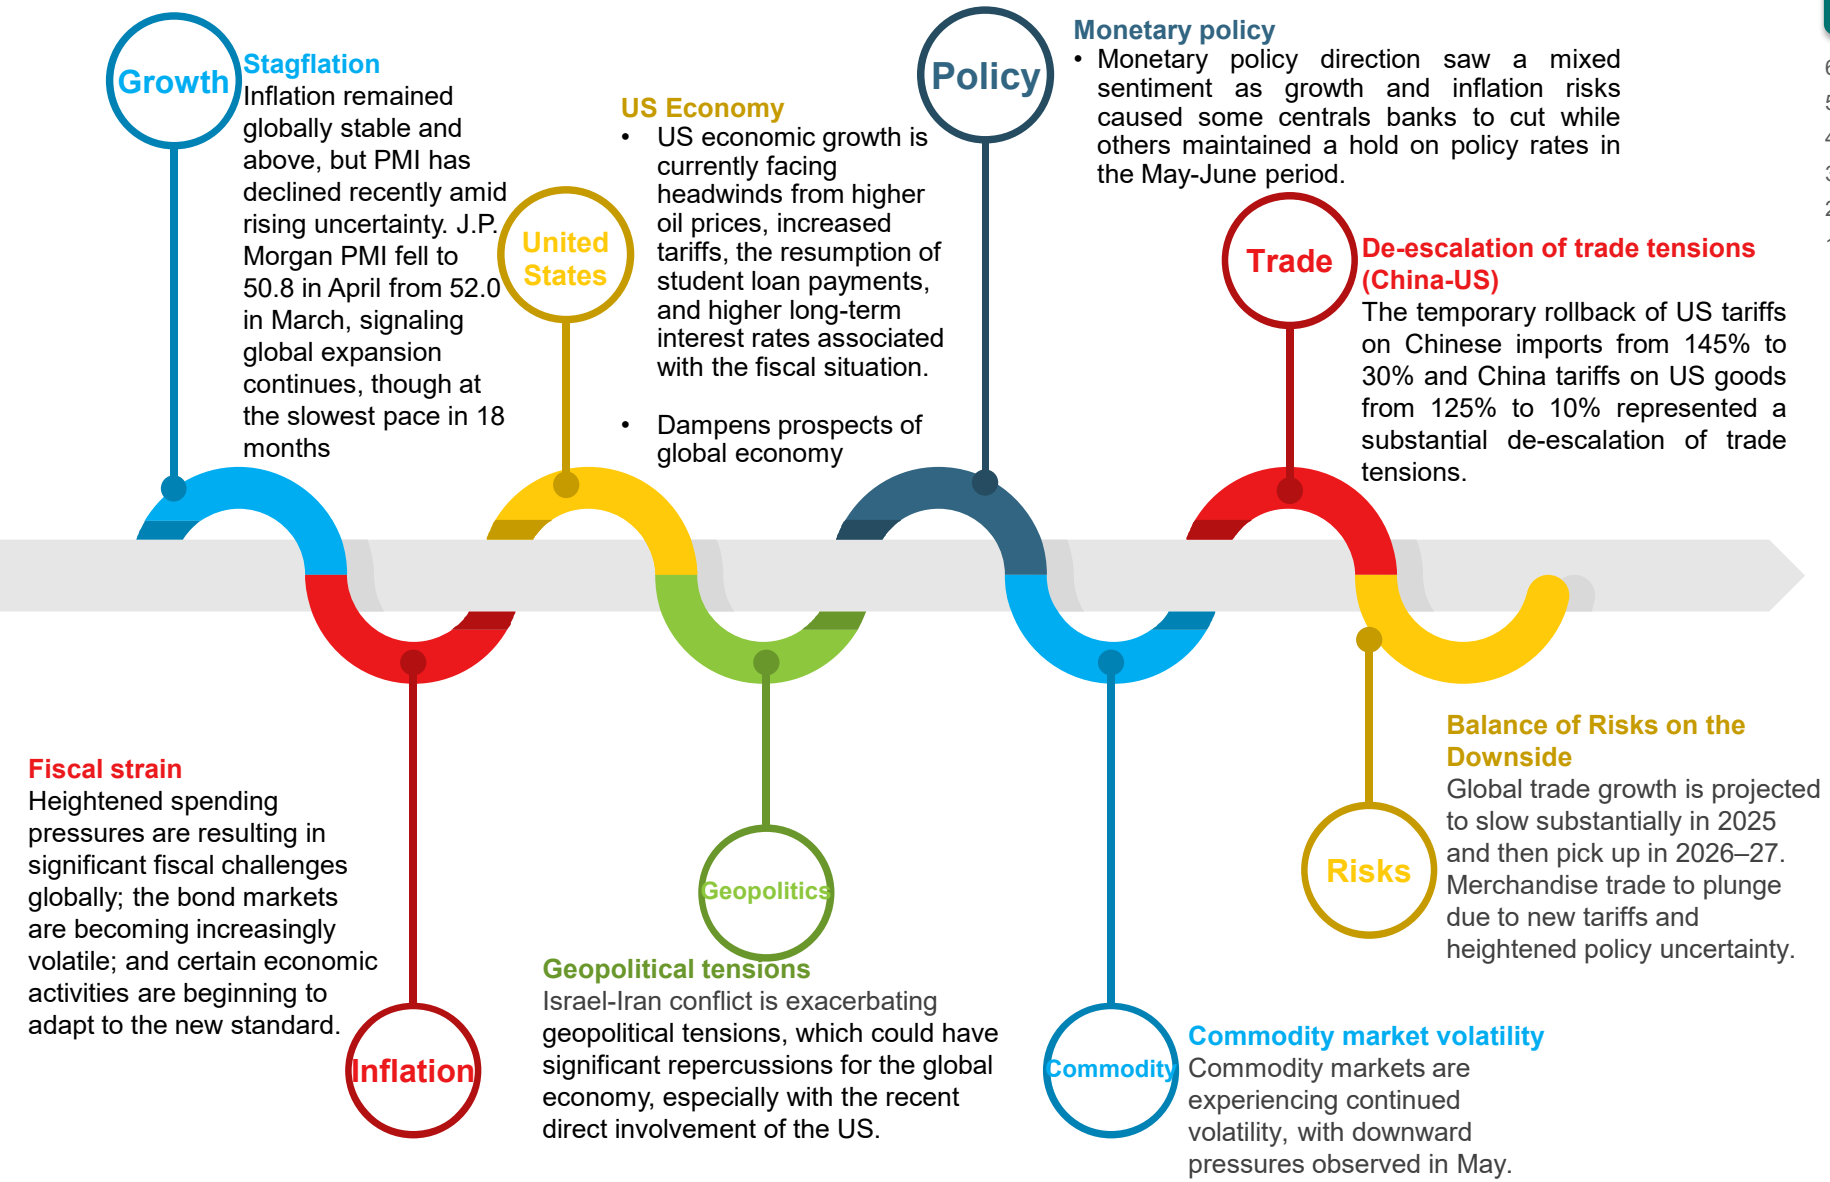 Growth
Stagflation
Inflation remained
globally stable and
above, but PMI has
declined recently amid
rising uncertainty. J.P.
Morgan PMI fell to
50.8 in April from 52.0
in March, signaling
global expansion
continues, though at
the slowest pace in 18
months
United
States
US Economy
• US economic growth is
currently facing
headwinds from higher
oil prices, increased
tariffs, the resumption of
student loan payments,
and higher long-term
interest rates associated
with the fiscal situation.
• Dampens prospects of
global economy
Policy
Monetary policy
• Monetary policy direction saw a mixed
sentiment as growth and inflation risks
caused some centrals banks to cut while
others maintained a hold on policy rates in
the May-June period.
Trade
De-escalation of trade tensions
(China-US)
The temporary rollback of US tariffs
on Chinese imports from 145% to
30% and China tariffs on US goods
from 125% to 10% represented a
substantial de-escalation of trade
tensions.
Fiscal strain
Heightened spending
pressures are resulting in
significant fiscal challenges
globally; the bond markets
are becoming increasingly
volatile; and certain economic
activities are beginning to
adapt to the new standard.
Inflation
Geopolitics
Geopolitical tensions
Israel-Iran conflict is exacerbating
geopolitical tensions, which could have
significant repercussions for the global
economy, especially with the recent
direct involvement of the US.
Commodity
Commodity market volatility
Commodity markets are
experiencing continued
volatility, with downward
pressures observed in May.
Risks
Balance of Risks on the
Downside
Global trade growth is projected
to slow substantially in 2025
and then pick up in 2026–27.
Merchandise trade to plunge
due to new tariffs and
heightened policy uncertainty.